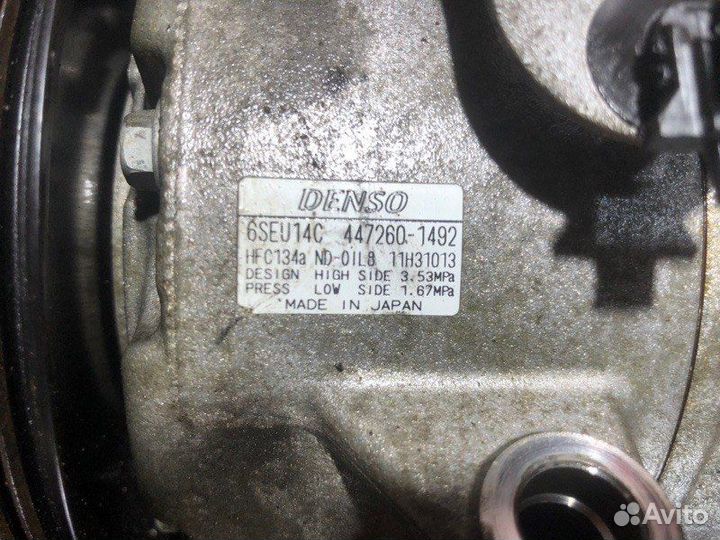 DENSO
6SEU14C 447260-1492
HFC134a ND-OIL8 11H31013
DESIGN HIGH SIDE 3.53MPa
PRESS LOW SIDE 1.67MPa
MADE IN JAPAN
Avito